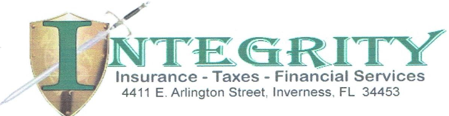 INTEGRITY
Insurance - Taxes - Financial Services
4411 E. Arlington Street, Inverness, FL 34453